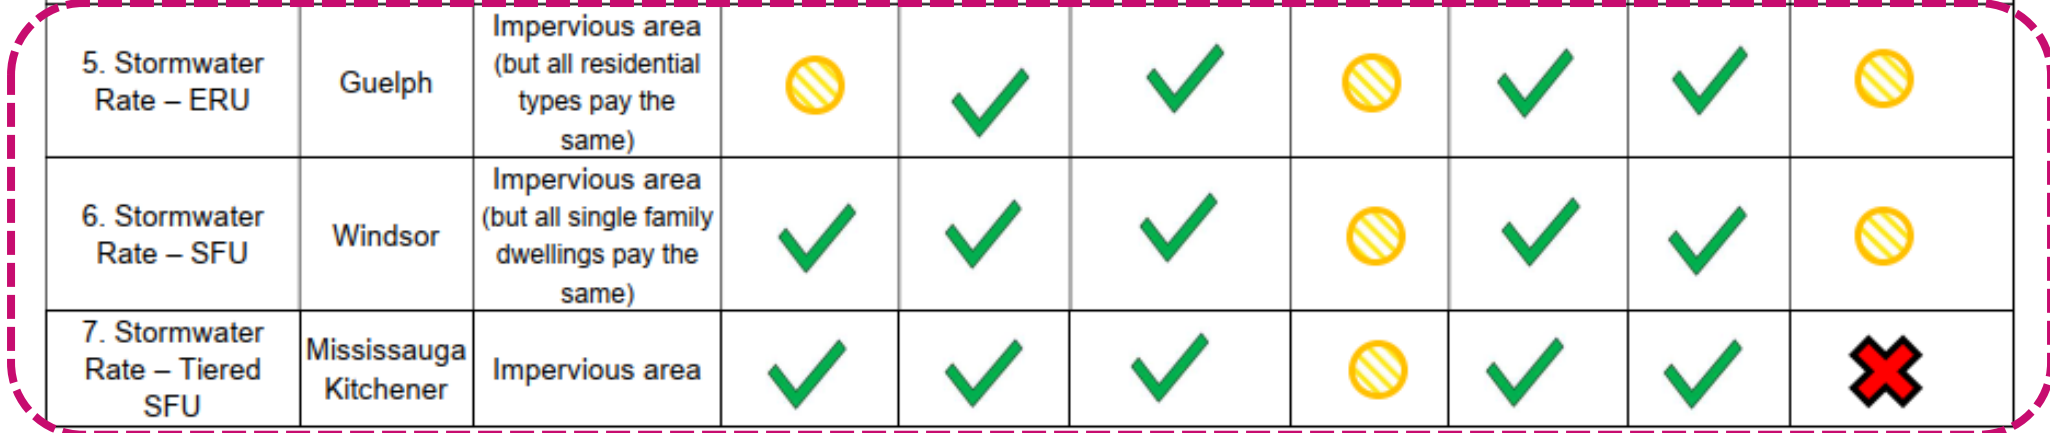 5. Stormwater
Rate – ERU
Guelph
Impervious area
(but all residential
types pay the
same)
6. Stormwater
Rate – SFU
Windsor
Impervious area
(but all single family
dwellings pay the
same)
7. Stormwater
Rate – Tiered
SFU
Mississauga
Kitchener
Impervious area